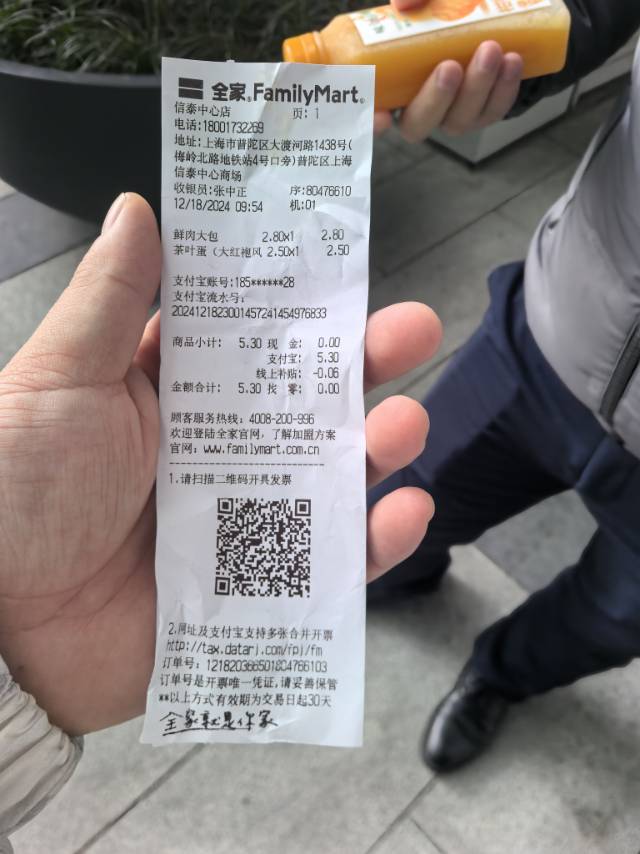 全家 FamilyMart
信泰中心店 页: 1
电话:18001732269
地址:上海市普陀区大渡河路1438号(
梅岭北路地铁站4号口旁)普陀区上海
信泰中心商场
收银员:张中正 序:80476610
12/18/2024 09:54 机:01
鲜肉大包 2.80x1 2.80
茶叶蛋（大红袍风 2.50x1 2.50
支付宝账号:185******28
支付宝流水号:
2024121823001457241454976833
商品小计: 5.30 现 金: 0.00
支付宝: 5.30
线上补贴: -0.06
金额合计: 5.30 找 零: 0.00
顾客服务热线: 4008-200-996
欢迎登陆全家官网, 了解加盟方案
官网: www.familymart.com.cn
1.请扫描二维码开具发票
2.网址及支付宝支持多张合并开票
http://tax.datarj.com/fpj/fm
订单号: 
订单号是开票唯一凭证,请妥善保管
**以上方式有效期为交易日起30天
全家就是你家